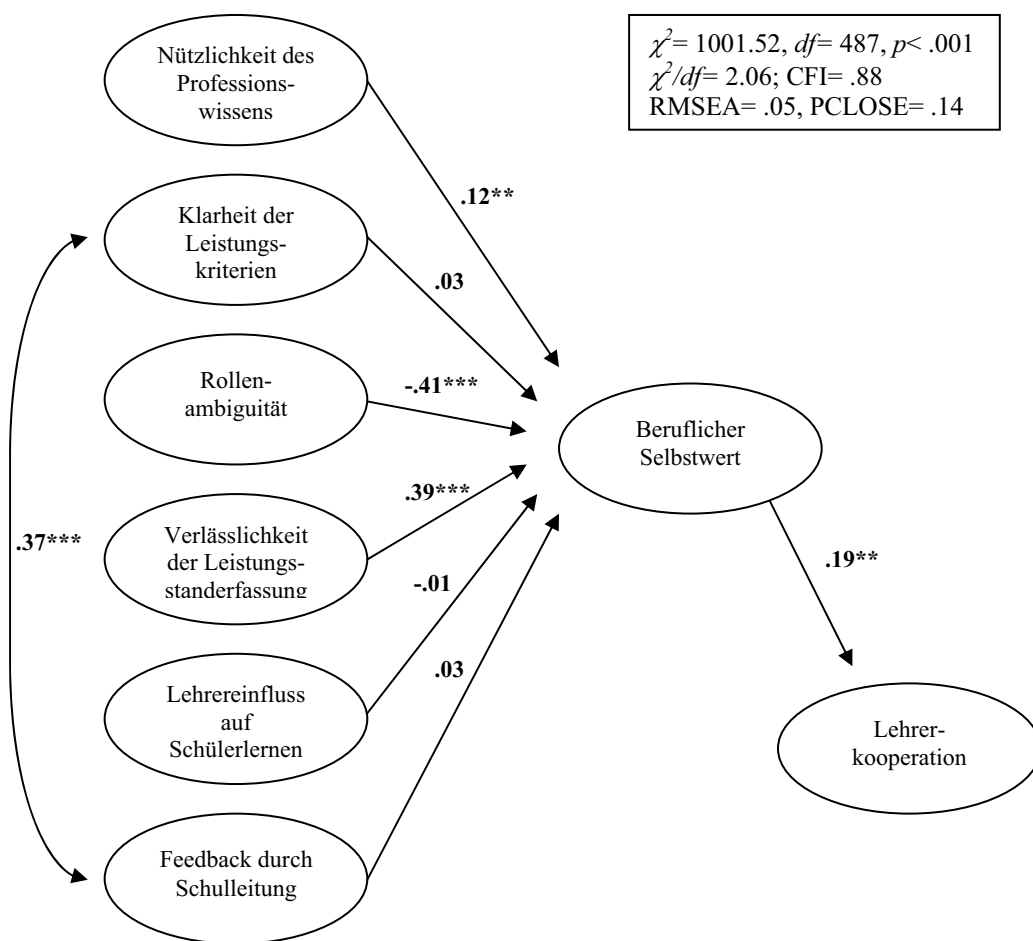 Nützlichkeit des
Professions-
wissens
χ²= 1001.52, df= 487, p< .001
χ²/df= 2.06; CFI= .88
RMSEA= .05, PCLOSE= .14
.12**
Klarheit der
Leistungs-
kriterien
.03
Rollen-
ambiguität
-.41***
Beruflicher
Selbstwert
.39***
Verlässlichkeit
der Leistungs-
standerfassung
.37***
-.01
.19**
.03
Lehrereinfluss
auf
Schülerlernen
Lehrer-
kooperation
Feedback durch
Schulleitung